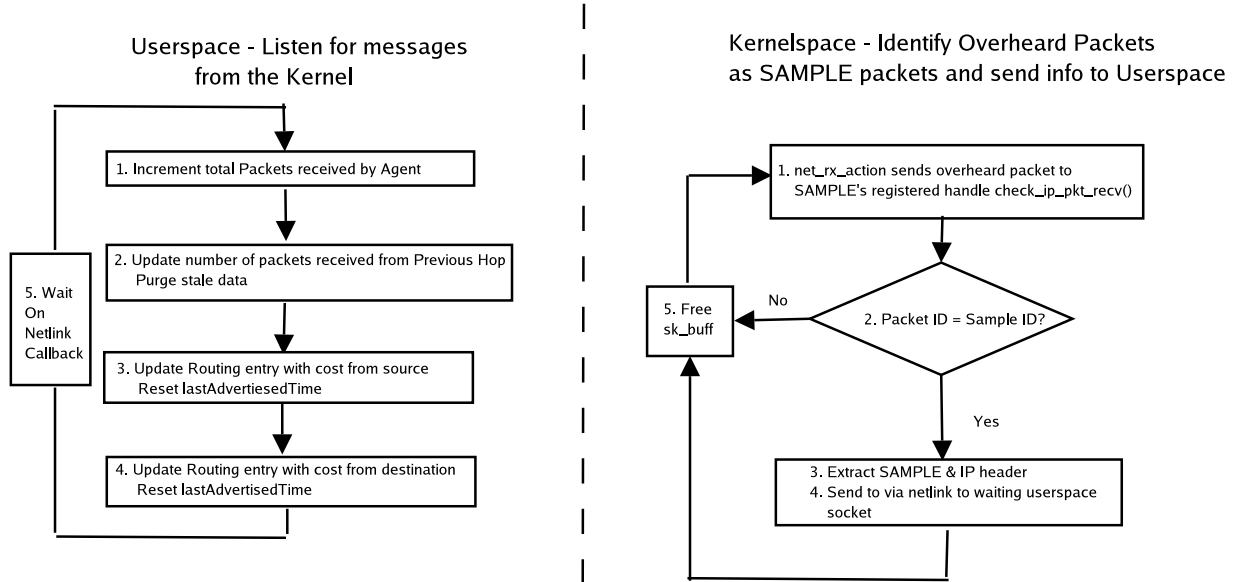 Userspace - Listen for messages
from the Kernel
1. Increment total Packets received by Agent
2. Update number of packets received from Previous Hop
Purge stale data
3. Update Routing entry with cost from source
Reset lastAdvertiesedTime
4. Update Routing entry with cost from destination
Reset lastAdvertisedTime
5. Wait
On
Netlink
Callback
Kernelspace - Identify Overheard Packets
as SAMPLE packets and send info to Userspace
1. net_rx_action sends overheard packet to
SAMPLE's registered handle check_ip_pkt_recv()
2. Packet ID = Sample ID?
No
5. Free
sk_buff
Yes
3. Extract SAMPLE & IP header
4. Send to via netlink to waiting userspace
socket